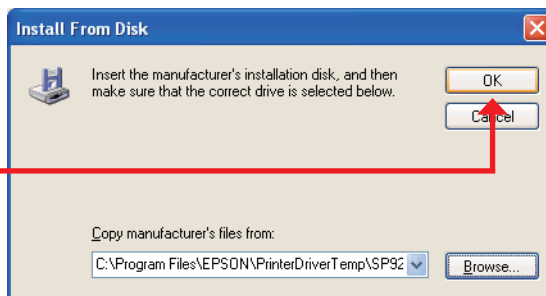 Install From Disk
Insert the manufacturer's installation disk, and then
make sure that the correct drive is selected below.
OK
Cancel
Copy manufacturer's files from:
C:\Program Files\EPSON\PrinterDriverTemp\SP92
Browse...